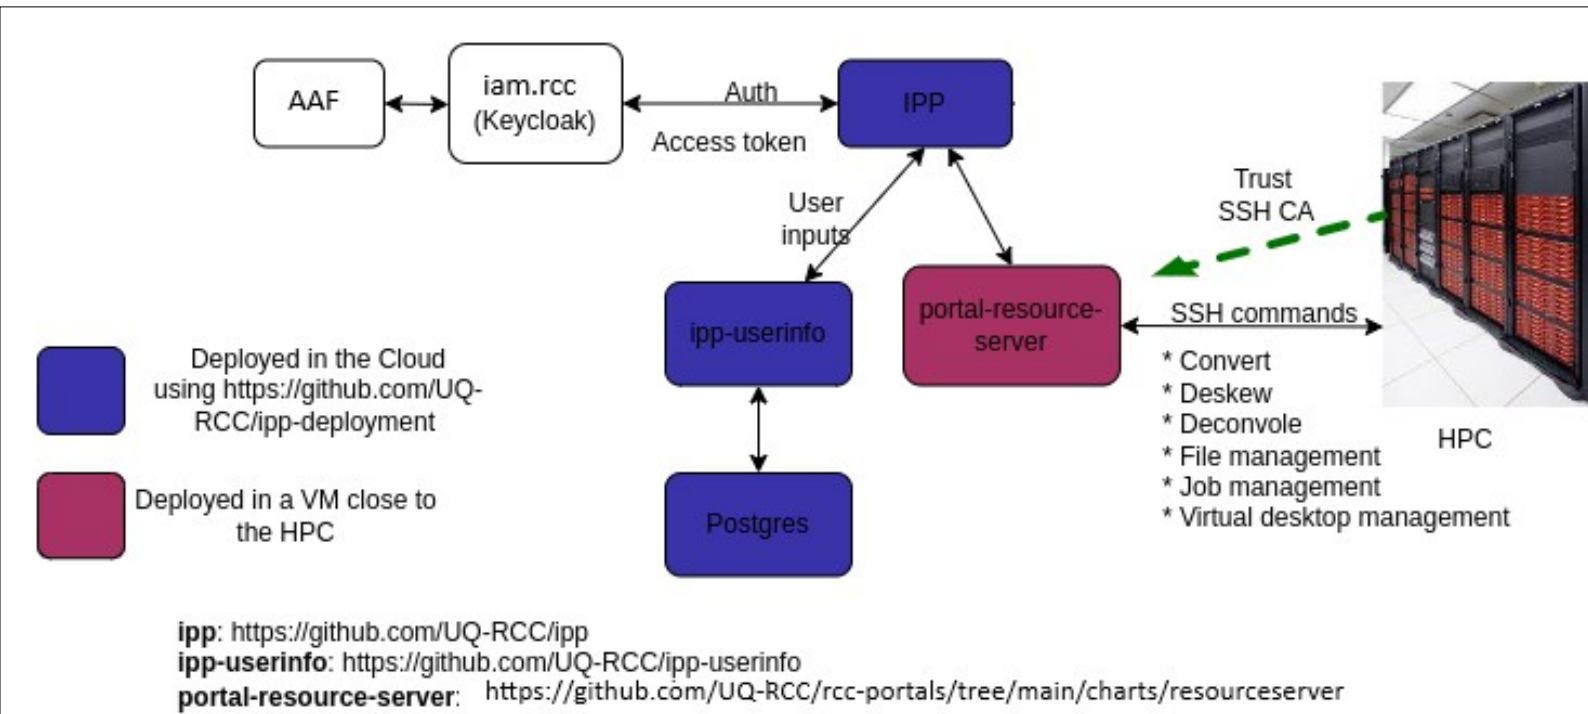 AAF
iam.rcc
(Keycloak)
Auth
Access token
IPP
User
inputs
Trust
SSH CA
ipp-userinfo
portal-resource-
server
SSH commands
* Convert
* Deskew
* Deconvole
* File management
* Job management
* Virtual desktop management
HPC
Postgres
Deployed in the Cloud
using https://github.com/UQ-
RCC/ipp-deployment
Deployed in a VM close to
the HPC
ipp: https://github.com/UQ-RCC/ipp
ipp-userinfo: https://github.com/UQ-RCC/ipp-userinfo
portal-resource-server: https://github.com/UQ-RCC/rcc-portals/tree/main/charts/resourceserver